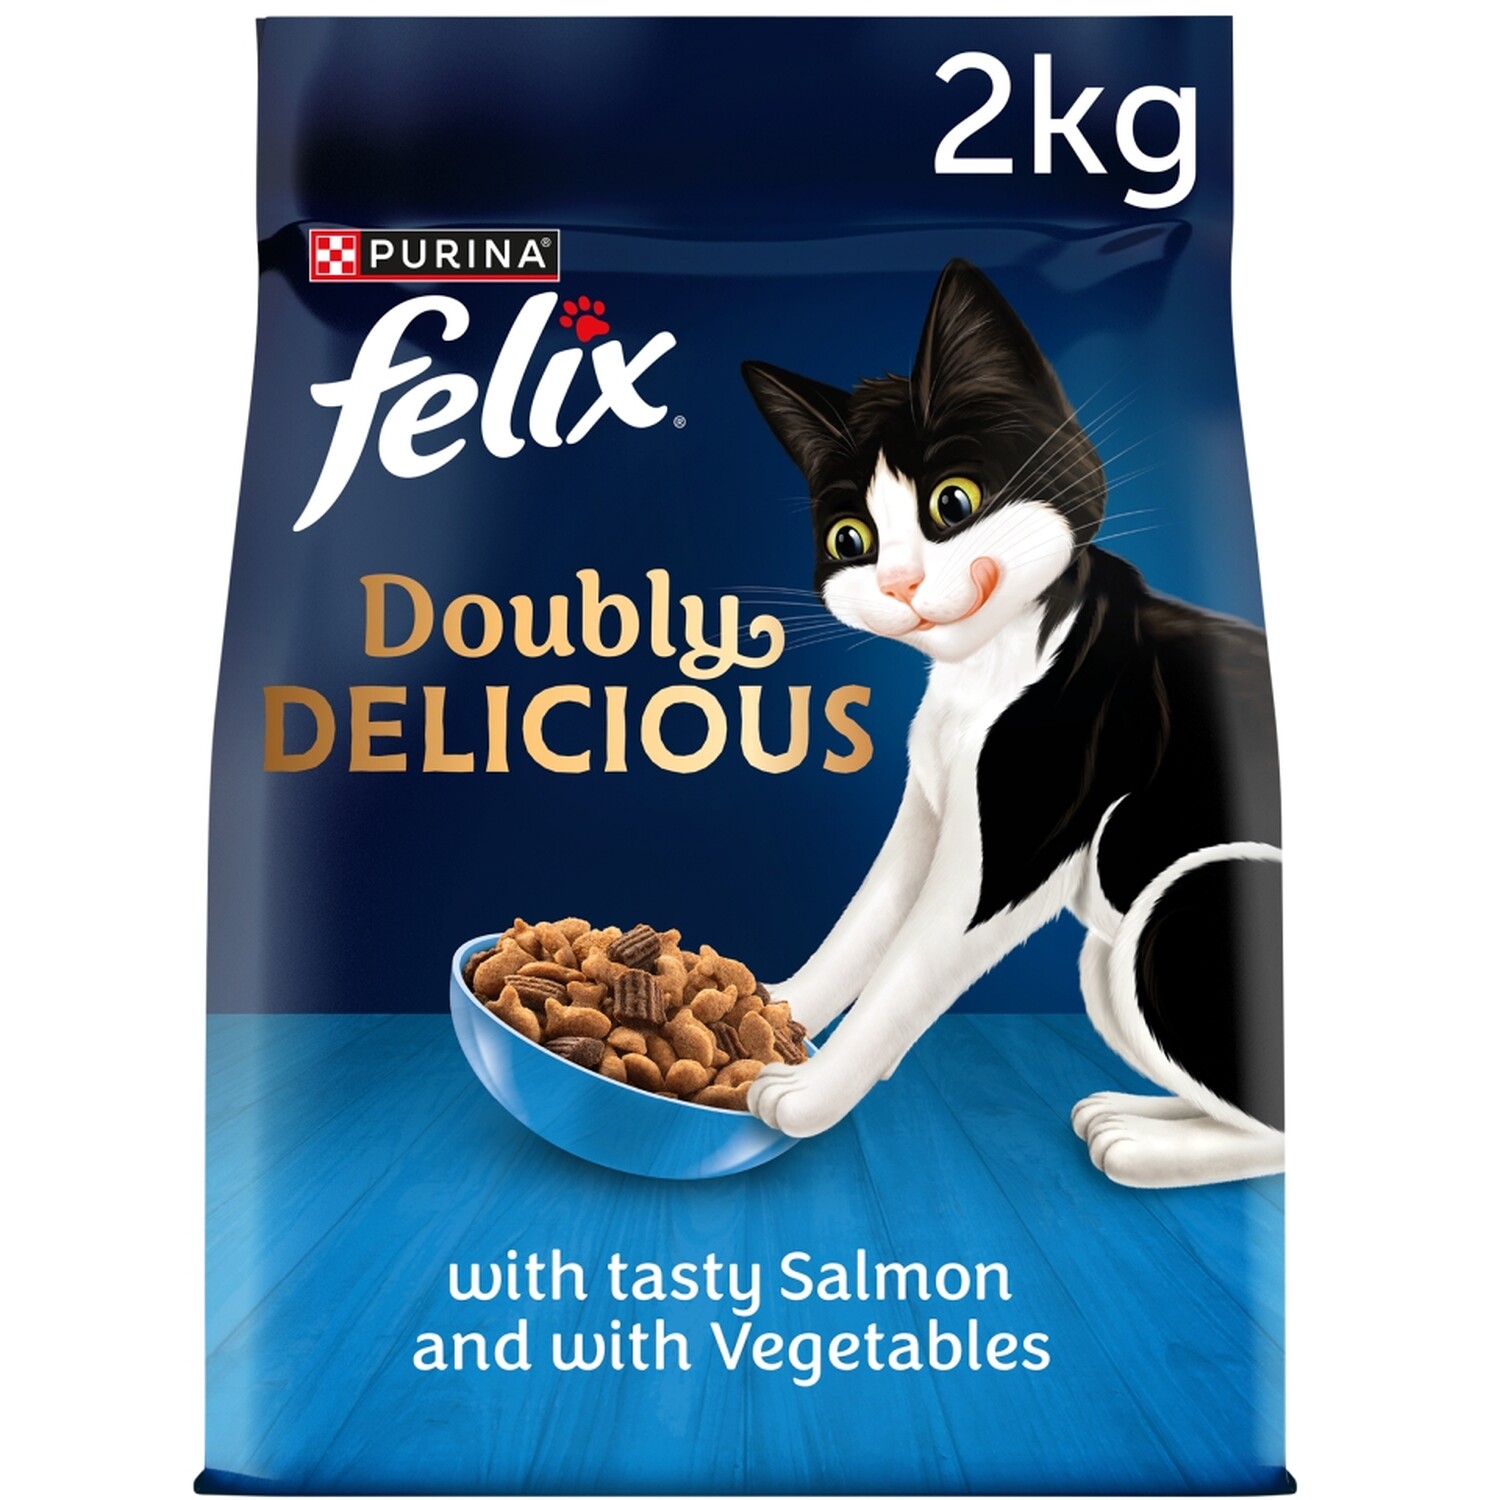 2kg
PURINA®
felix®
Doubly
DELICIOUS
with tasty Salmon
and with Vegetables